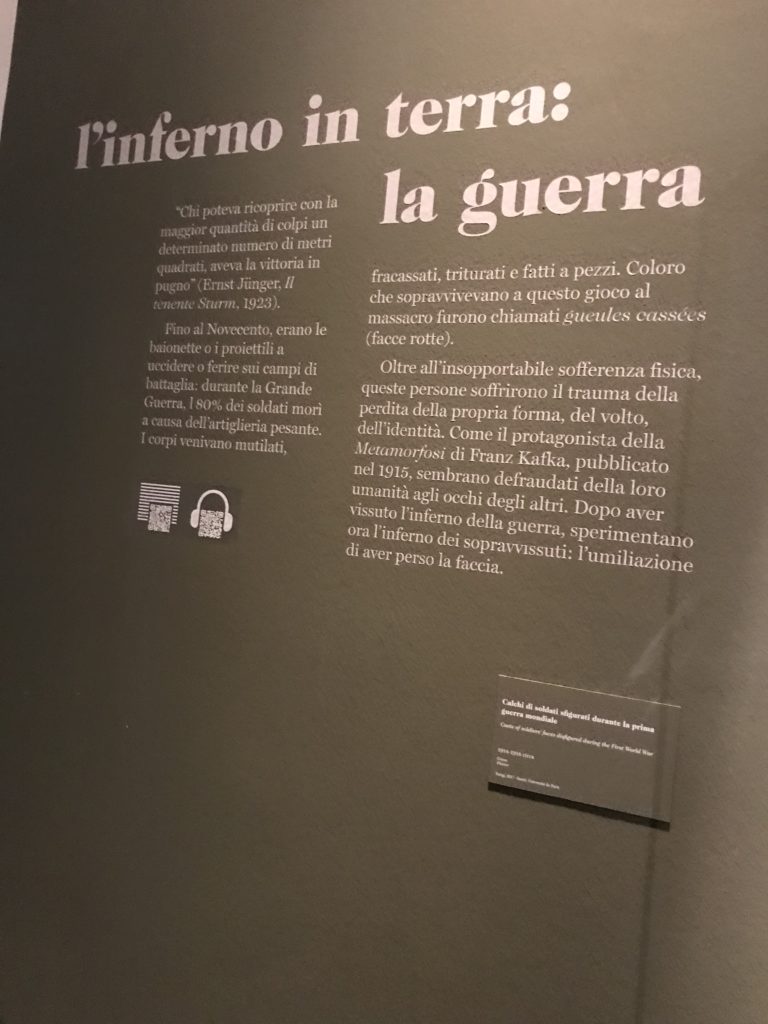 l'inferno in terra:
la guerra
"Chi poteva ricoprire con la
maggior quantità di colpi un
determinato numero di metri
quadrati, aveva la vittoria in
pugno" (Ernst Jünger, Il
tenente Sturm, 1923).
Fino al Novecento, erano le
baionette o i proiettili a
uccidere o ferire sui campi di
battaglia: durante la Grande
Guerra, l 80% dei soldati morì
a causa dell'artiglieria pesante.
I corpi venivano mutilati,
fracassati, triturati e fatti a pezzi. Coloro
che sopravvivevano a questo gioco al
massacro furono chiamati gueules cassées
(facce rotte).
Oltre all'insopportabile sofferenza fisica,
queste persone soffrirono il trauma della
perdita della propria forma, del volto,
dell'identità. Come il protagonista della
Metamorfosi di Franz Kafka, pubblicato
nel 1915, sembrano defraudati della loro
umanità agli occhi degli altri. Dopo aver
vissuto l'inferno della guerra, sperimentano
ora l'inferno dei sopravvissuti: l'umiliazione
di aver perso la faccia.
Calchi di soldati sfigurati durante la prima
guerra mondiale
Casts of soldiers' faces disfigured during the First World War